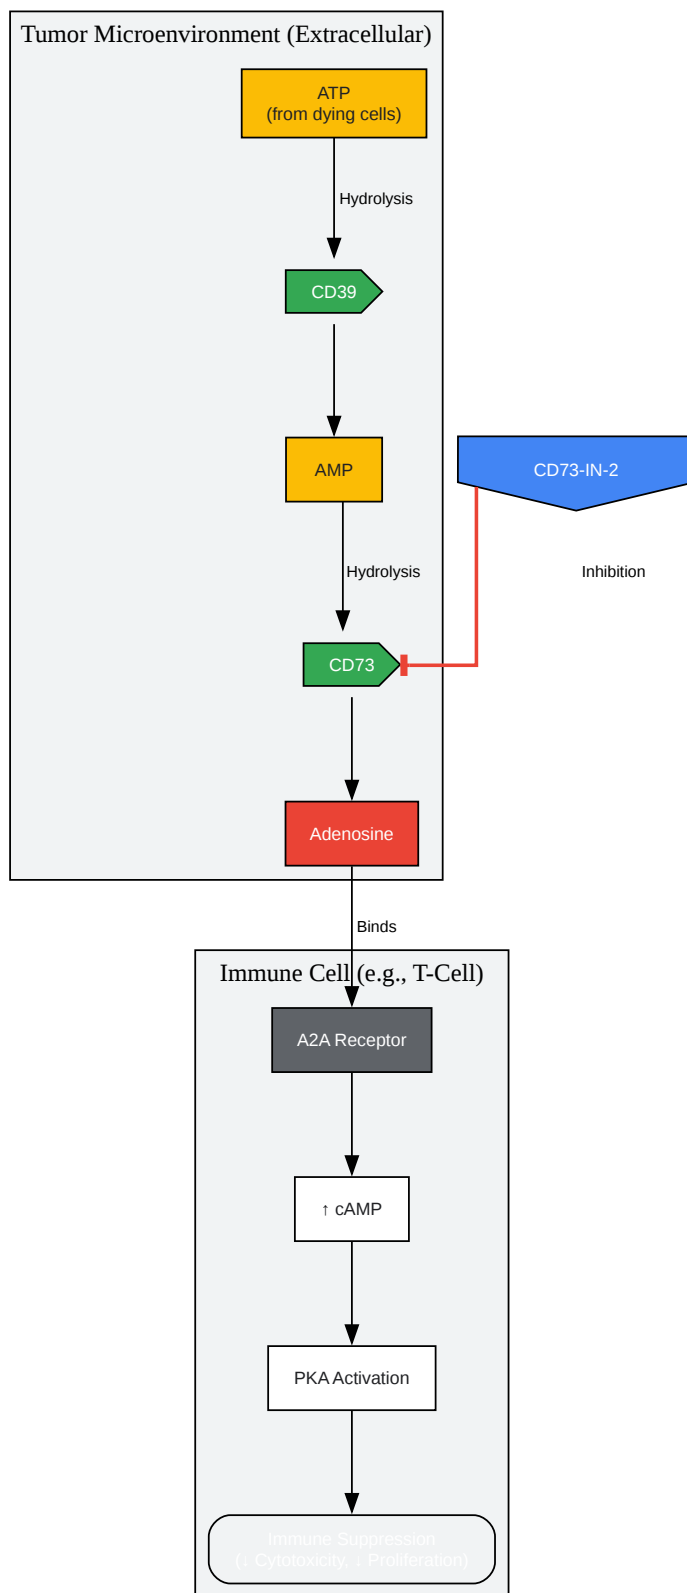 Tumor Microenvironment (Extracellular)
ATP
(from dying cells)
Hydrolysis
CD39
AMP
CD73-IN-2
Hydrolysis
Inhibition
CD73
Adenosine
Binds
Immune Cell (e.g., T-Cell)
A2A Receptor
↑ cAMP
PKA Activation
Immune Suppression
(↓ Cytotoxicity, ↓ Proliferation)